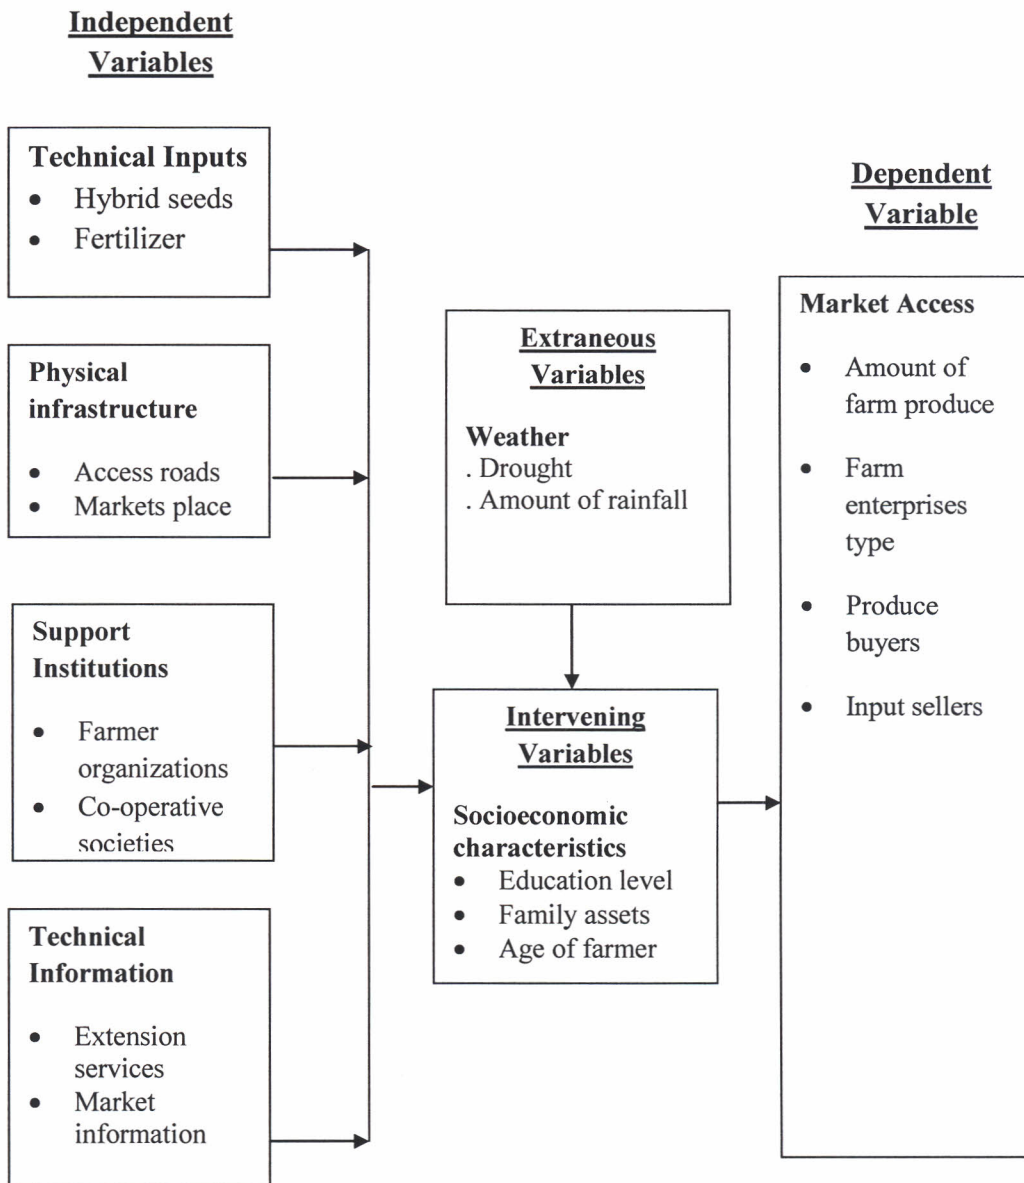 Independent
Variables
Technical Inputs
• Hybrid seeds
• Fertilizer
Physical
infrastructure
• Access roads
• Markets place
Support
Institutions
• Farmer
organizations
• Co-operative
societies
Technical
Information
• Extension
services
• Market
information
Extraneous
Variables
Weather
. Drought
. Amount of rainfall
Intervening
Variables
Socioeconomic
characteristics
• Education level
• Family assets
• Age of farmer
Dependent
Variable
Market Access
• Amount of
farm produce
• Farm
enterprises
type
• Produce
buyers
• Input sellers